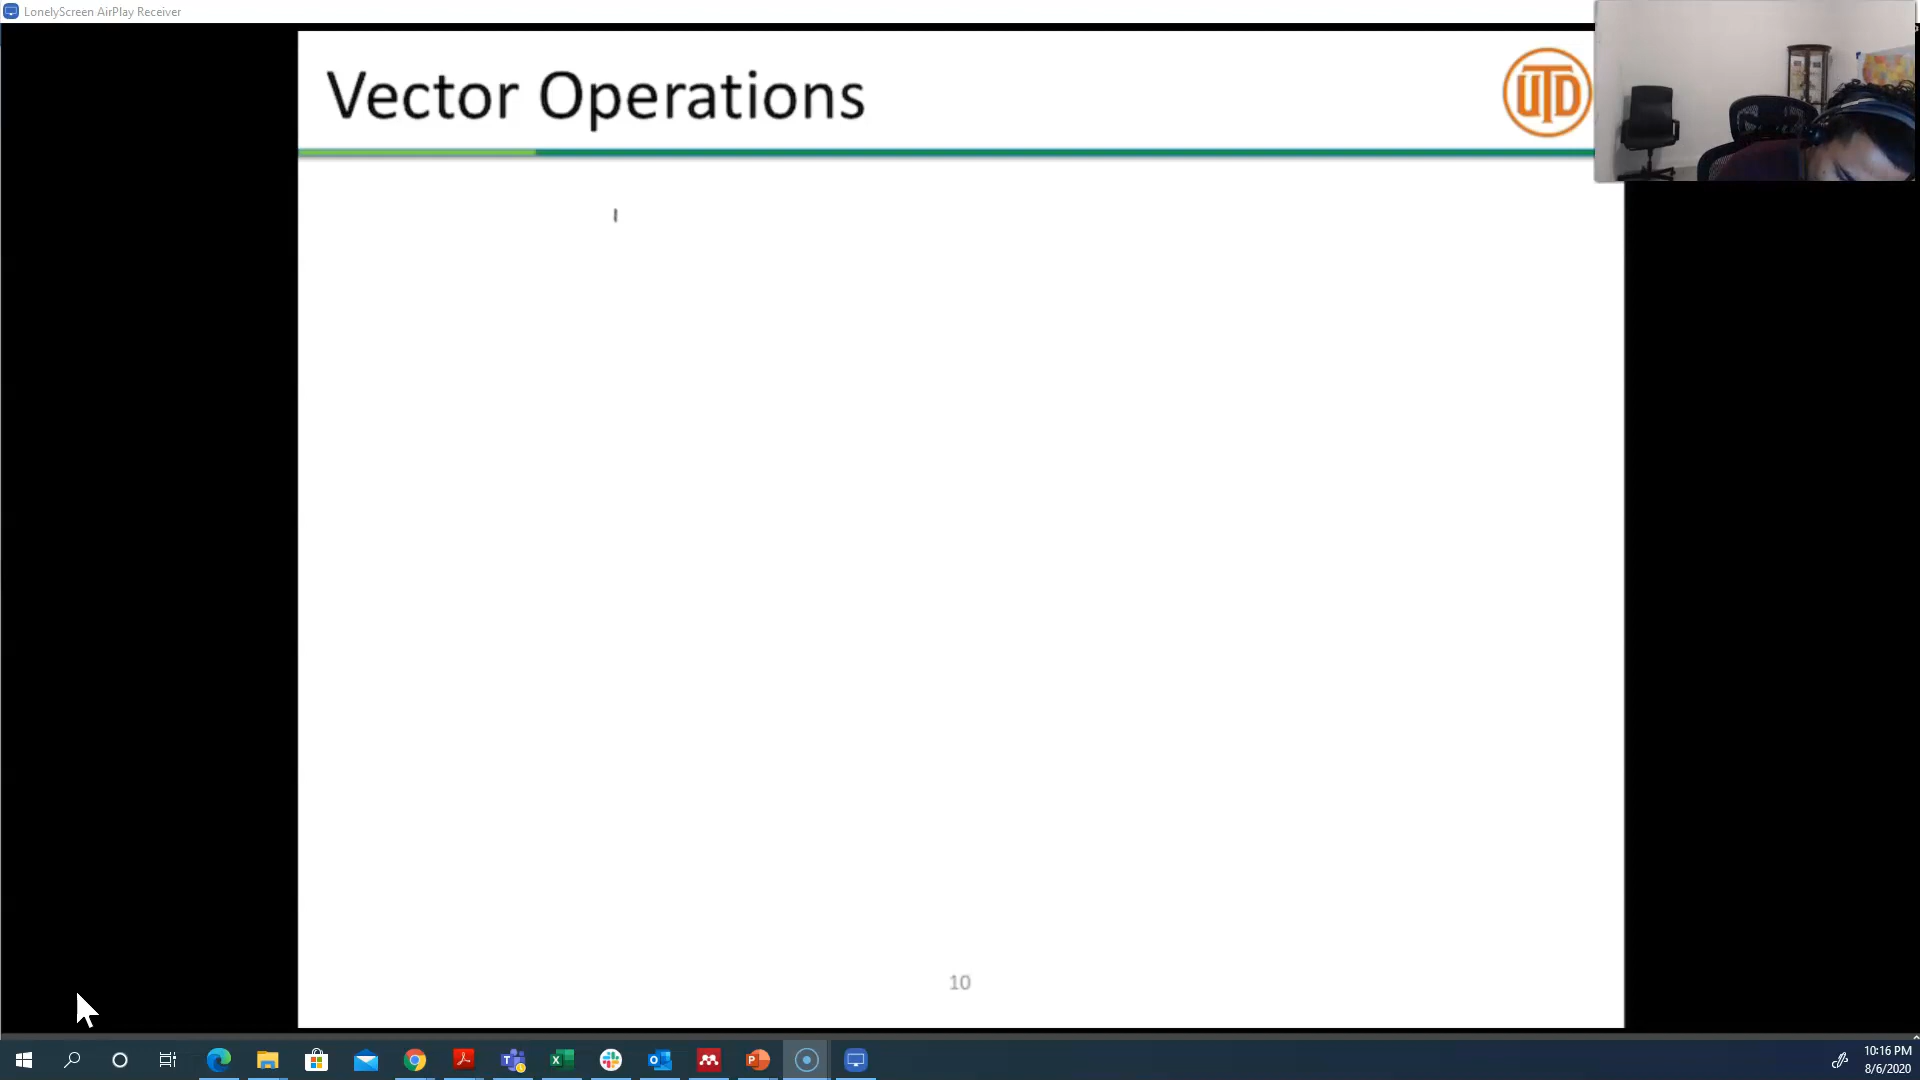 LonelyScreen AirPlay Receiver
Vector Operations
UTD
10
10:16 PM
8/6/2020